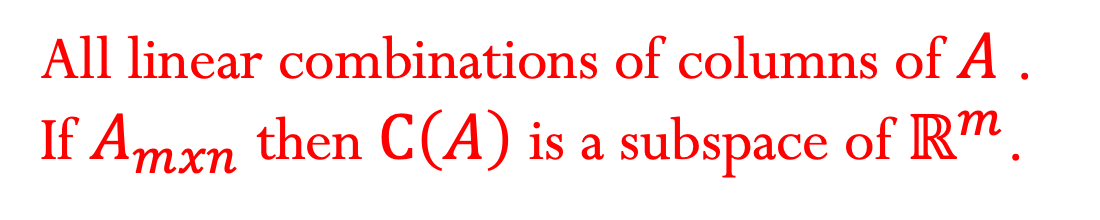 All linear combinations of columns of A .
If Amxn then C(A) is a subspace of ℝᵐ.